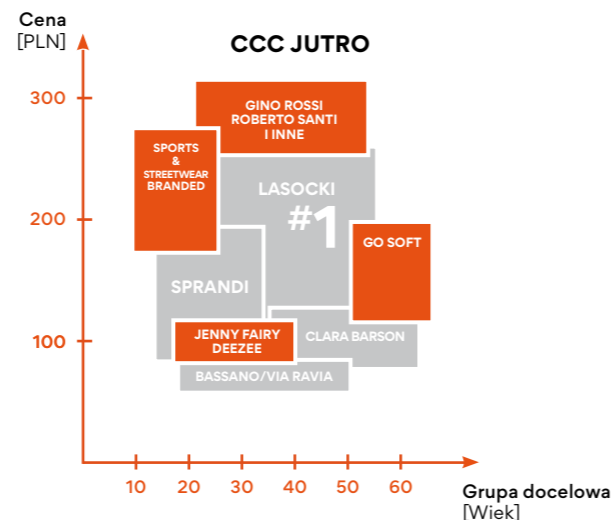 Cena
[PLN]
CCC JUTRO
300
200
100
GINO ROSSI
ROBERTO SANTI
I INNE
SPORTS
&
STREETWEAR
BRANDED
LASOCKI
#1
GO SOFT
SPRANDI
JENNY FAIRY
DEEZEE
CLARA BARSON
BASSANO/VIA RAVIA
10 20 30 40 50 60
Grupa docelowa
[Wiek]